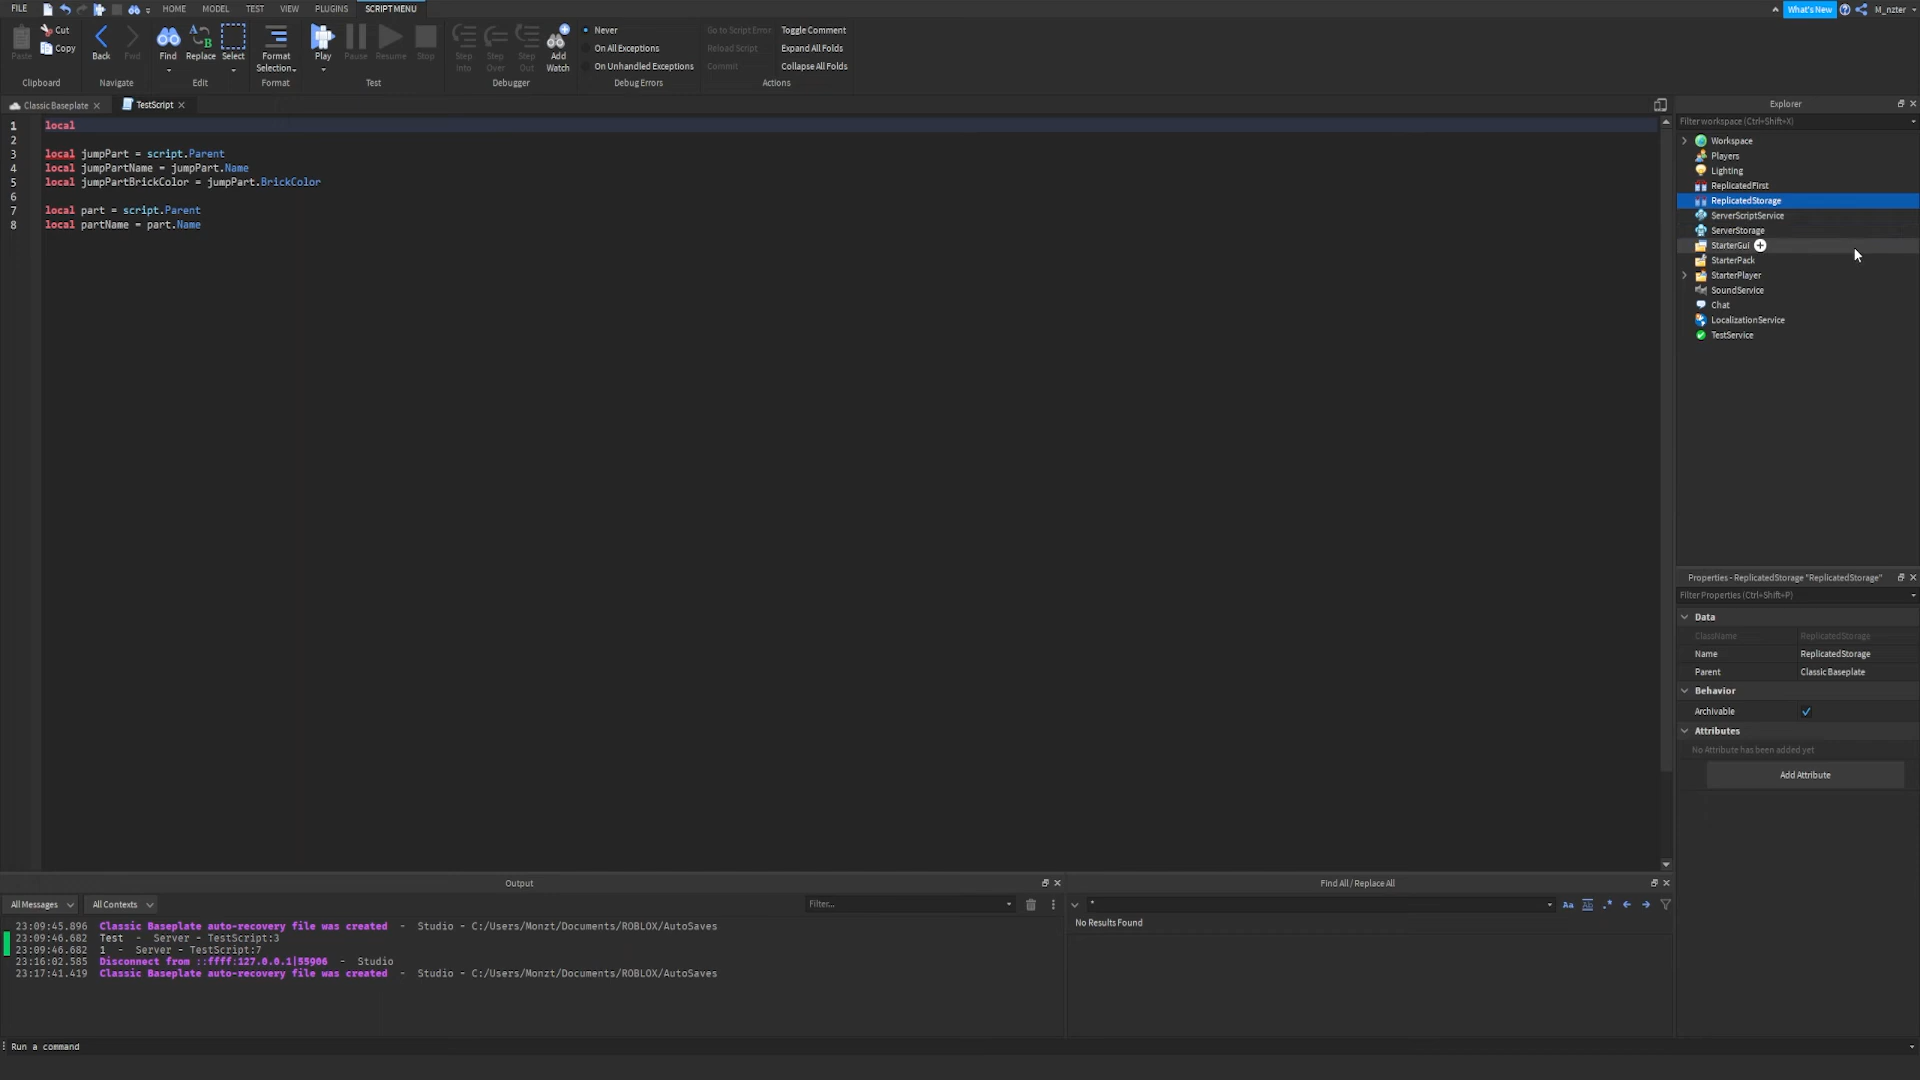 FILE HOME MODEL TEST VIEW PLUGINS SCRIPT MENU What's New M_nzter
Paste Cut Copy Back Fwd Find Replace Select Format Selection Play Pause Resume Stop Step Into Step Over Step Out Add Watch
Never
On All Exceptions
On Unhandled Exceptions
Go to Script Error
Reload Script
Commit
Toggle Comment
Expand All Folds
Collapse All Folds
Clipboard Navigate Edit Format Test Debugger Debug Errors Actions
Classic Baseplate TestScript
1 local
2
3 local jumpPart = script.Parent
4 local jumpPartName = jumpPart.Name
5 local jumpPartBrickColor = jumpPart.BrickColor
6
7 local part = script.Parent
8 local partName = part.Name
Explorer
Filter workspace (Ctrl+Shift+X)
Workspace
Players
Lighting
ReplicatedFirst
ReplicatedStorage
ServerScriptService
ServerStorage
StarterGui
StarterPack
StarterPlayer
SoundService
Chat
LocalizationService
TestService
Properties - ReplicatedStorage "ReplicatedStorage"
Filter Properties (Ctrl+Shift+P)
Data
ClassName ReplicatedStorage
Name ReplicatedStorage
Parent Classic Baseplate
Behavior
Archivable
Attributes
No Attribute has been added yet
Add Attribute
Output
All Messages All Contexts Filter...
23:09:45.896 Classic Baseplate auto-recovery file was created - Studio - C:/Users/Monzt/Documents/ROBLOX/AutoSaves
23:09:46.682 Test - Server - TestScript:3
23:09:46.682 1 - Server - TestScript:7
23:16:02.585 Disconnect from ::ffff:127.0.0.1|55906 - Studio
23:17:41.419 Classic Baseplate auto-recovery file was created - Studio - C:/Users/Monzt/Documents/ROBLOX/AutoSaves
Find All / Replace All
* Aa Ab .*
No Results Found
Run a command